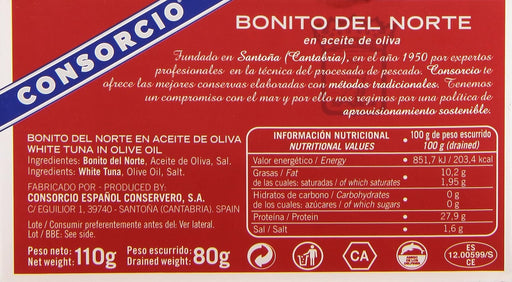 CONSORCIO
BONITO DEL NORTE
en aceite de oliva
Fundado en Santoña (Cantabria), en el año 1950 por expertos
profesionales en la técnica del procesado de pescado. Consorcio te
ofrece las mejores conservas elaboradas con métodos tradicionales. Tenemos
un compromiso con el mar y por ello nos regimos por una política de
aprovisionamiento sostenible.
BONITO DEL NORTE EN ACEITE DE OLIVA
WHITE TUNA IN OLIVE OIL
Ingredientes: Bonito del Norte, Aceite de Oliva, Sal.
Ingredients: White Tuna, Olive Oil, Salt.
FABRICADO POR - PRODUCED BY:
CONSORCIO ESPAÑOL CONSERVERO, S.A.
C/ EGUILIOR 1, 39740 - SANTOÑA (CANTABRIA). SPAIN
Lote / Consumir preferentemente antes del: Ver lateral.
Lot / BBE: See side.
Peso neto: 110g Peso escurrido: 80g
Net weight: Drained weight:
INFORMACIÓN NUTRICIONAL • 100 g de peso escurrido
NUTRITIONAL VALUES 100 g (drained)
Valor energético / Energy 851,7 kJ / 203,4 kcal
Grasas / Fat 10,2 g
de las cuales: saturadas / of which saturates 1,95 g
Hidratos de carbono / Carbohydrates 0 g
de los cuales: azúcares / of which sugars 0 g
Proteína / Protein 27,9 g
Sal / Salt 1,6 g
CA
ES
12.00599/S
CE